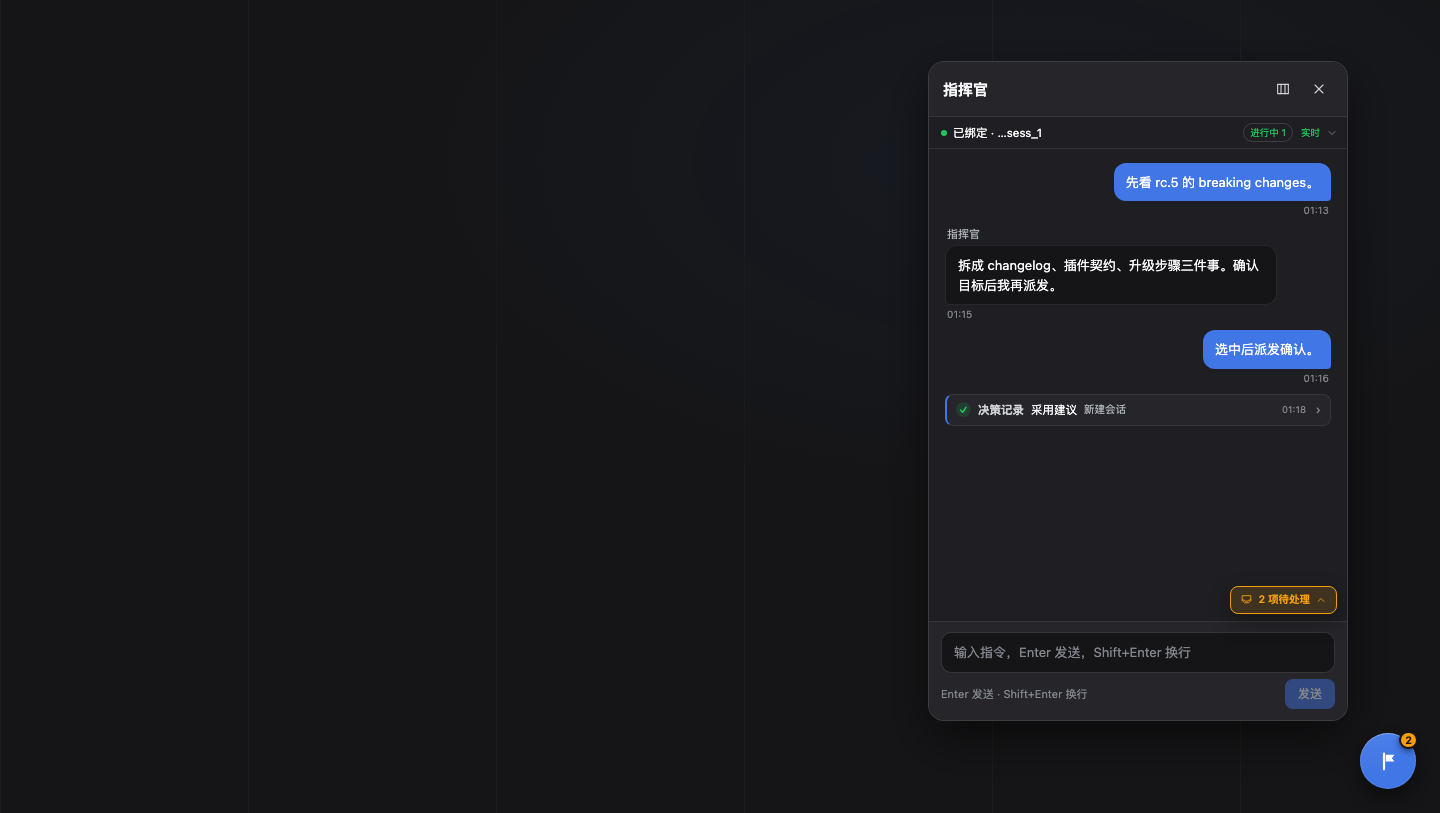 指挥官
已绑定 · ...sess_1
进行中 1
实时
先看 rc.5 的 breaking changes。
01:13
指挥官
拆成 changelog、插件契约、升级步骤三件事。确认
目标后我再派发。
01:15
选中后派发确认。
01:16
决策记录 采用建议 新建会话 01:18
2 项待处理
输入指令，Enter 发送，Shift+Enter 换行
Enter 发送 · Shift+Enter 换行
发送
2